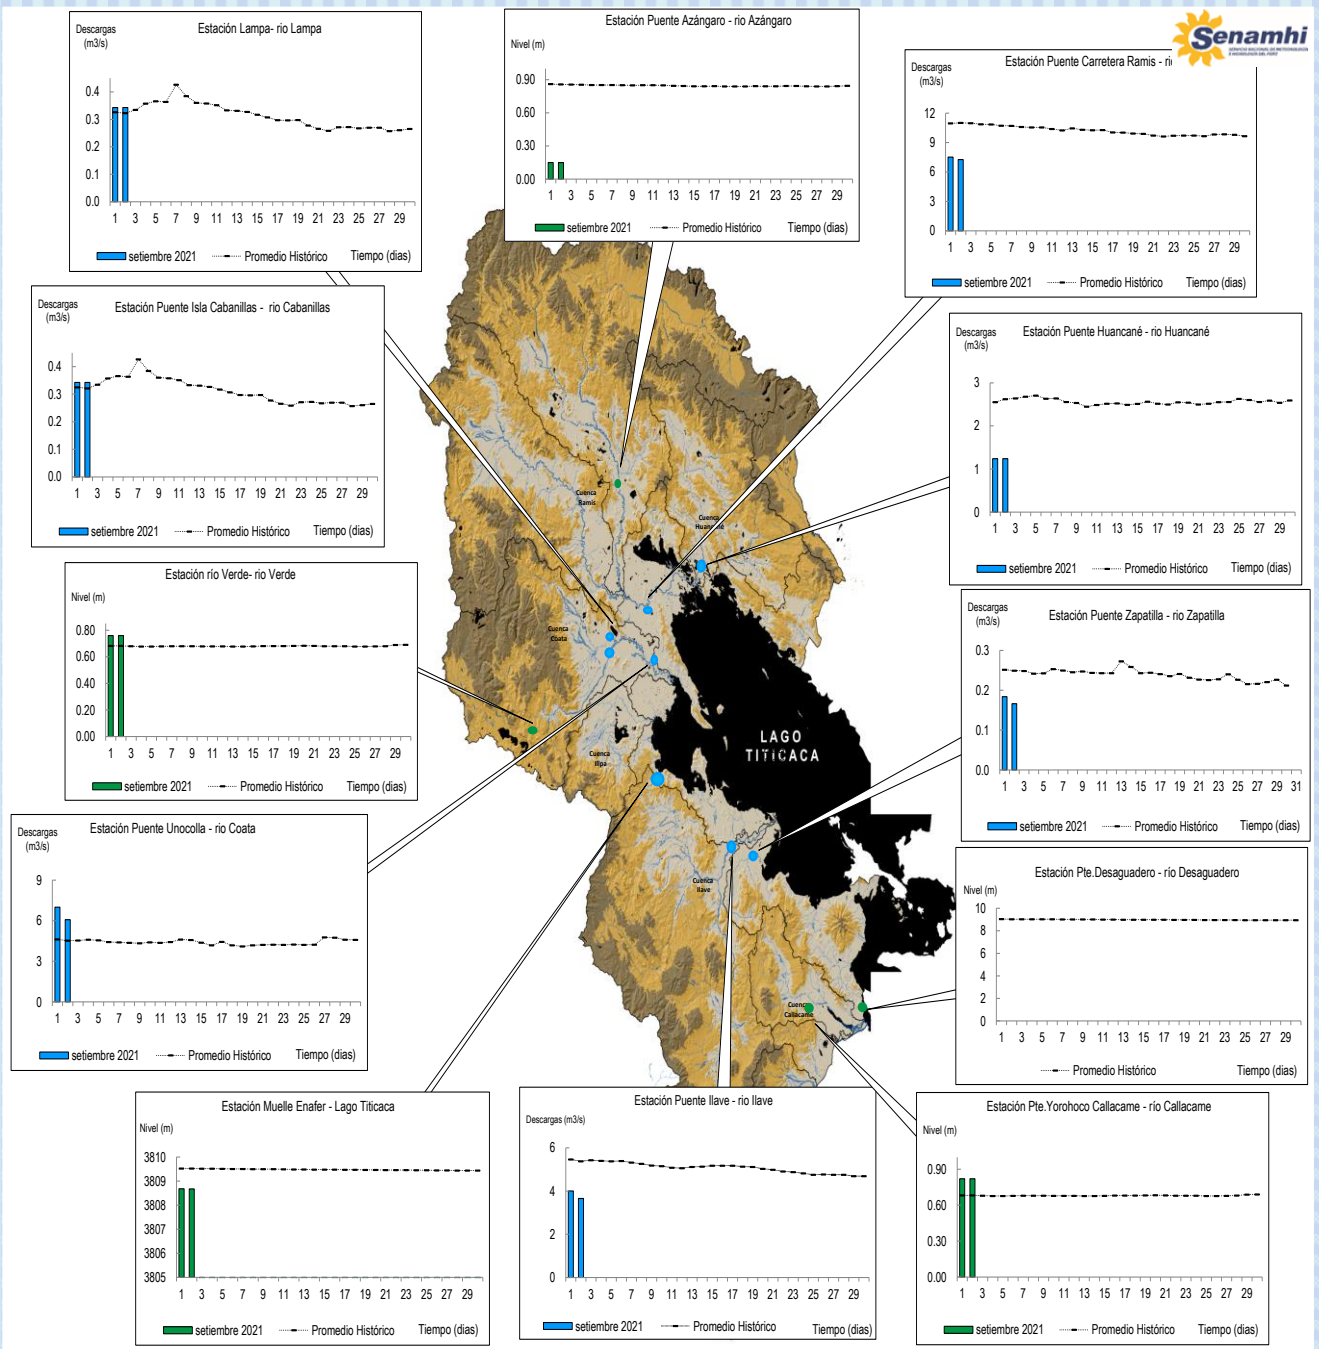 Senamhi
SERVICIO NACIONAL DE METEOROLOGÍA
E HIDROLOGÍA DEL PERÚ
Estación Lampa- rio Lampa
Descargas
(m3/s)
0.4
0.3
0.2
0.1
0.0
1 3 5 7 9 11 13 15 17 19 21 23 25 27 29
setiembre 2021 Promedio Histórico Tiempo (dias)
Estación Puente Azángaro - rio Azángaro
Nivel (m)
0.90
0.60
0.30
0.00
1 3 5 7 9 11 13 15 17 19 21 23 25 27 29
setiembre 2021 Promedio Histórico Tiempo (dias)
Estación Puente Carretera Ramis - rio
Descargas
(m3/s)
12
9
6
3
0
1 3 5 7 9 11 13 15 17 19 21 23 25 27 29
setiembre 2021 Promedio Histórico Tiempo (dias)
Estación Puente Isla Cabanillas - rio Cabanillas
Descargas
(m3/s)
0.4
0.3
0.2
0.1
0.0
1 3 5 7 9 11 13 15 17 19 21 23 25 27 29
setiembre 2021 Promedio Histórico Tiempo (dias)
Estación Puente Huancané - rio Huancané
Descargas
(m3/s)
3
2
1
0
1 3 5 7 9 11 13 15 17 19 21 23 25 27 29
setiembre 2021 Promedio Histórico Tiempo (dias)
Estación río Verde- rio Verde
Nivel (m)
0.80
0.60
0.40
0.20
0.00
1 3 5 7 9 11 13 15 17 19 21 23 25 27 29
setiembre 2021 Promedio Histórico Tiempo (dias)
Estación Puente Zapatilla - rio Zapatilla
Descargas
(m3/s)
0.3
0.2
0.1
0.0
1 3 5 7 9 11 13 15 17 19 21 23 25 27 29 31
setiembre 2021 Promedio Histórico Tiempo (dias)
Cuenca
Ramis
Cuenca
Huancané
Cuenca
Coata
Cuenca
Illpa
LAGO
TITICACA
Cuenca
Ilave
Cuenca
Callacame
Estación Puente Unocolla - rio Coata
Descargas
(m3/s)
9
6
3
0
1 3 5 7 9 11 13 15 17 19 21 23 25 27 29
setiembre 2021 Promedio Histórico Tiempo (dias)
Estación Pte.Desaguadero - río Desaguadero
Nivel (m)
10
8
6
4
2
0
1 3 5 7 9 11 13 15 17 19 21 23 25 27 29
Promedio Histórico Tiempo (dias)
Estación Muelle Enafer - Lago Titicaca
Nivel (m)
3810
3809
3808
3807
3806
3805
1 3 5 7 9 11 13 15 17 19 21 23 25 27 29
setiembre 2021 Promedio Histórico Tiempo (dias)
Estación Puente Ilave - rio Ilave
Descargas (m3/s)
6
4
2
0
1 3 5 7 9 11 13 15 17 19 21 23 25 27 29
setiembre 2021 Promedio Histórico Tiempo (dias)
Estación Pte.Yorohoco Callacame - río Callacame
Nivel (m)
0.90
0.60
0.30
0.00
1 3 5 7 9 11 13 15 17 19 21 23 25 27 29
setiembre 2021 Promedio Histórico Tiempo (dias)